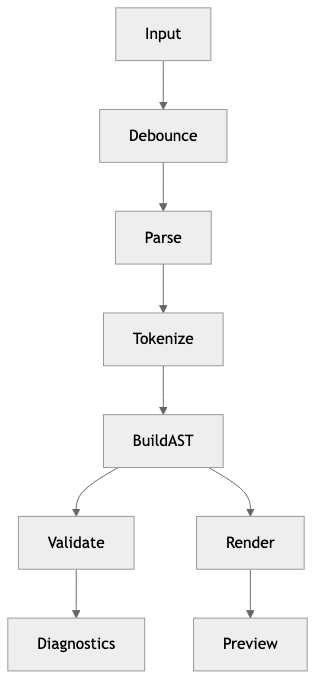 Input
Debounce
Parse
Tokenize
BuildAST
Validate
Render
Diagnostics
Preview